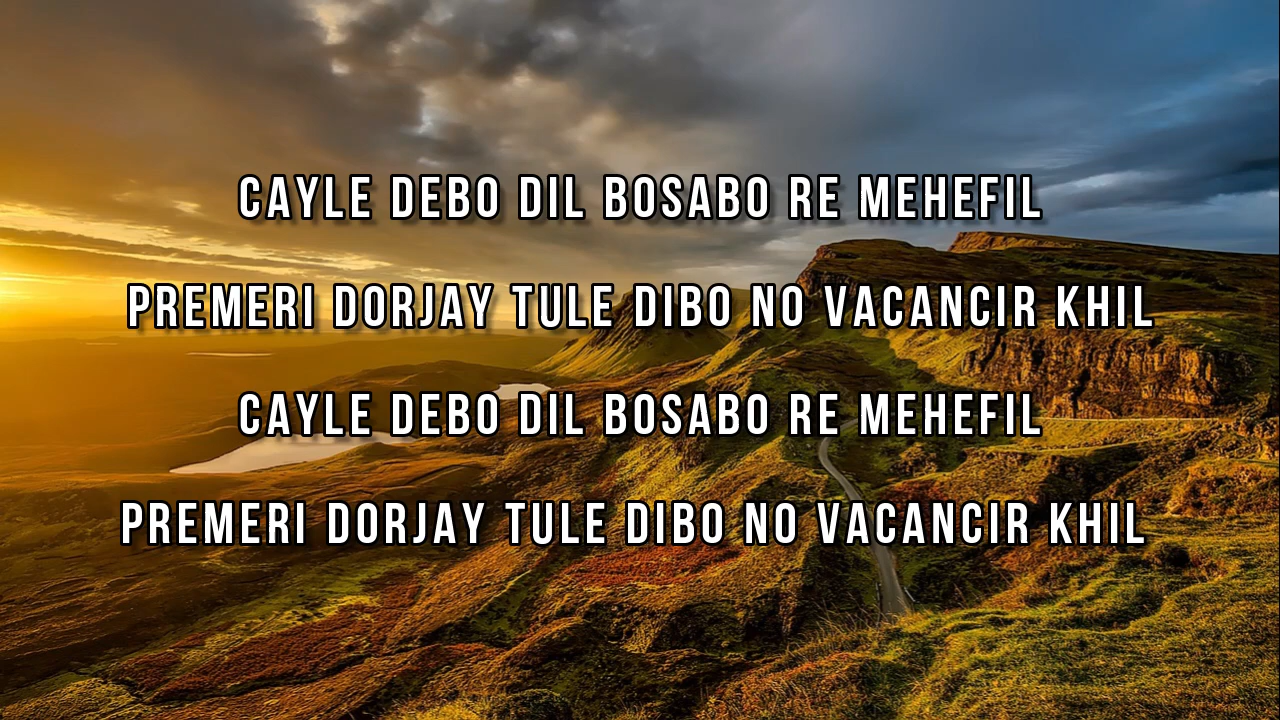 CAYLE DEBO DIL BOSABO RE MEHEFIL
PREMERI DORJAY TULE DIBO NO VACANCIR KHIL
CAYLE DEBO DIL BOSABO RE MEHEFIL
PREMERI DORJAY TULE DIBO NO VACANCIR KHIL